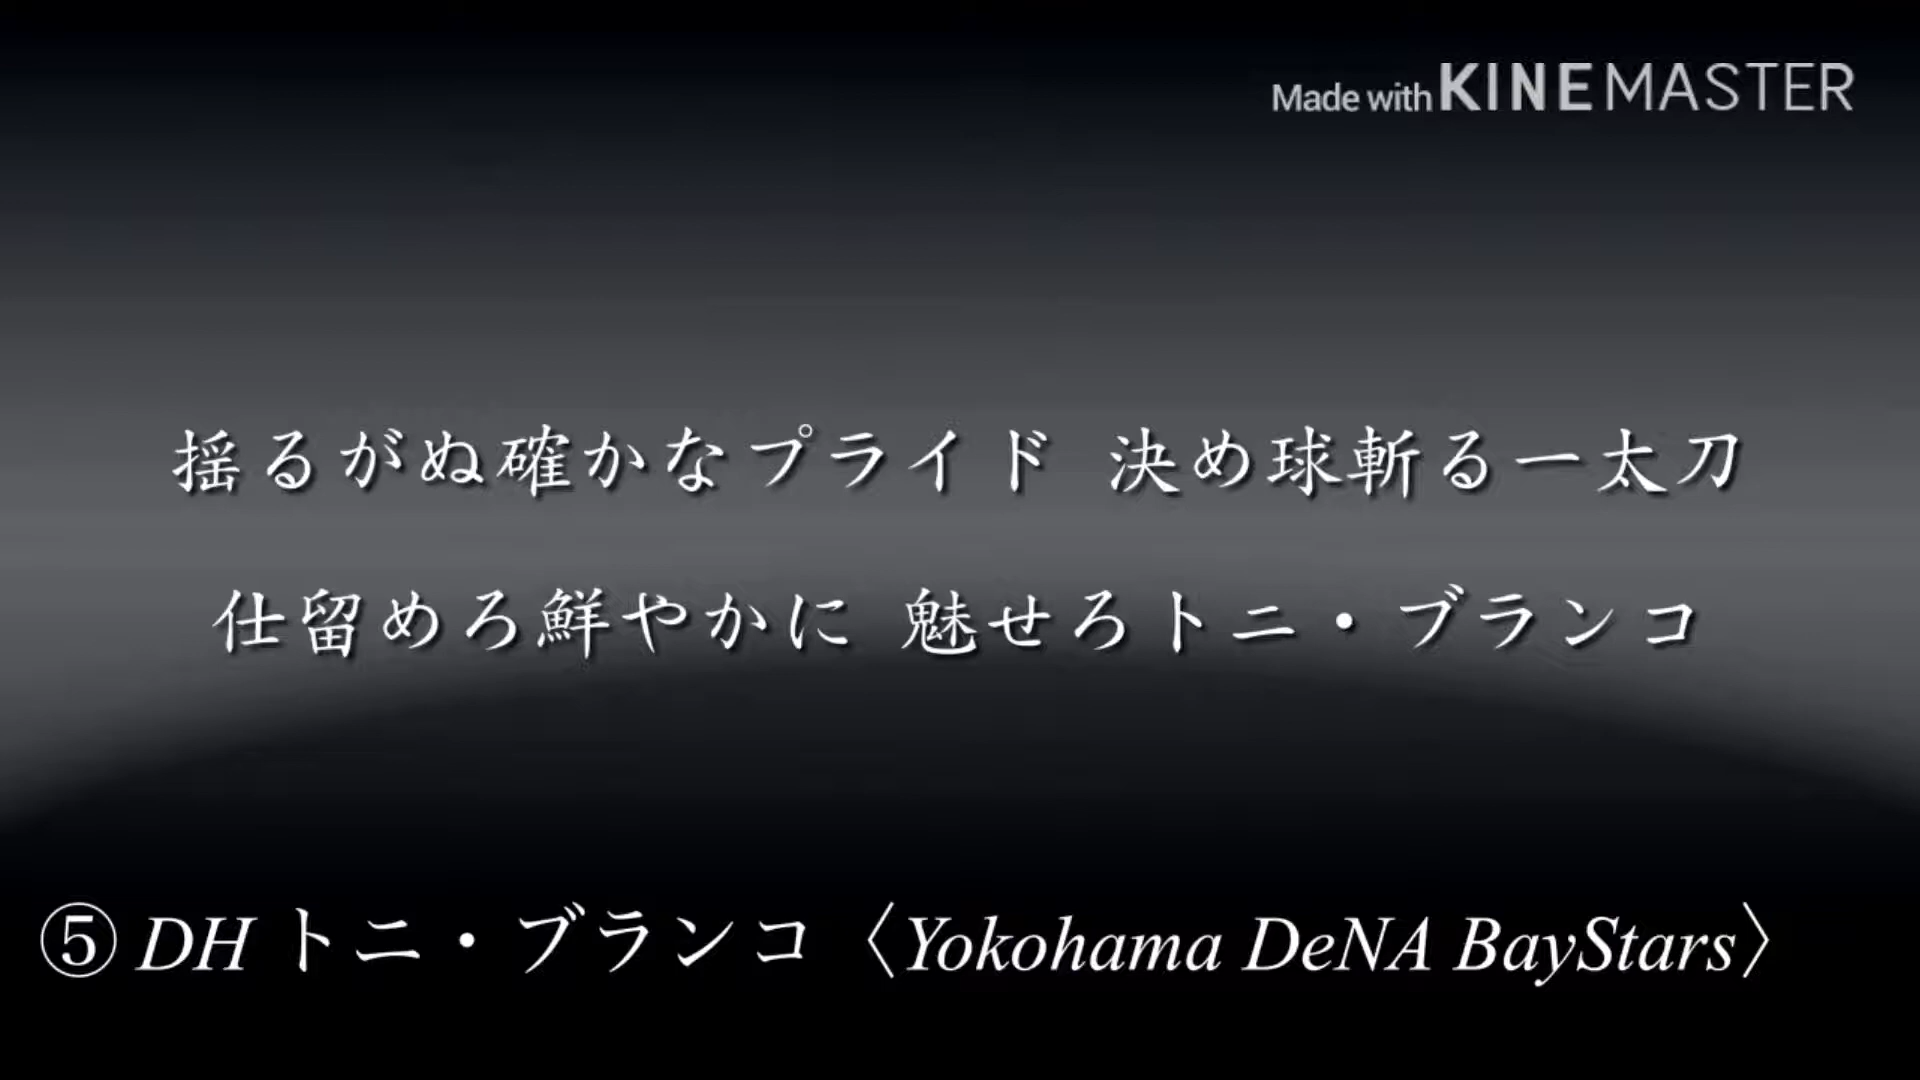 Made with KINEMASTER
揺るがぬ確かなプライド 決め球斬る一太刀
仕留めろ鮮やかに 魅せろトニ・ブランコ
⑤ DH トニ・ブランコ〈Yokohama DeNA BayStars〉